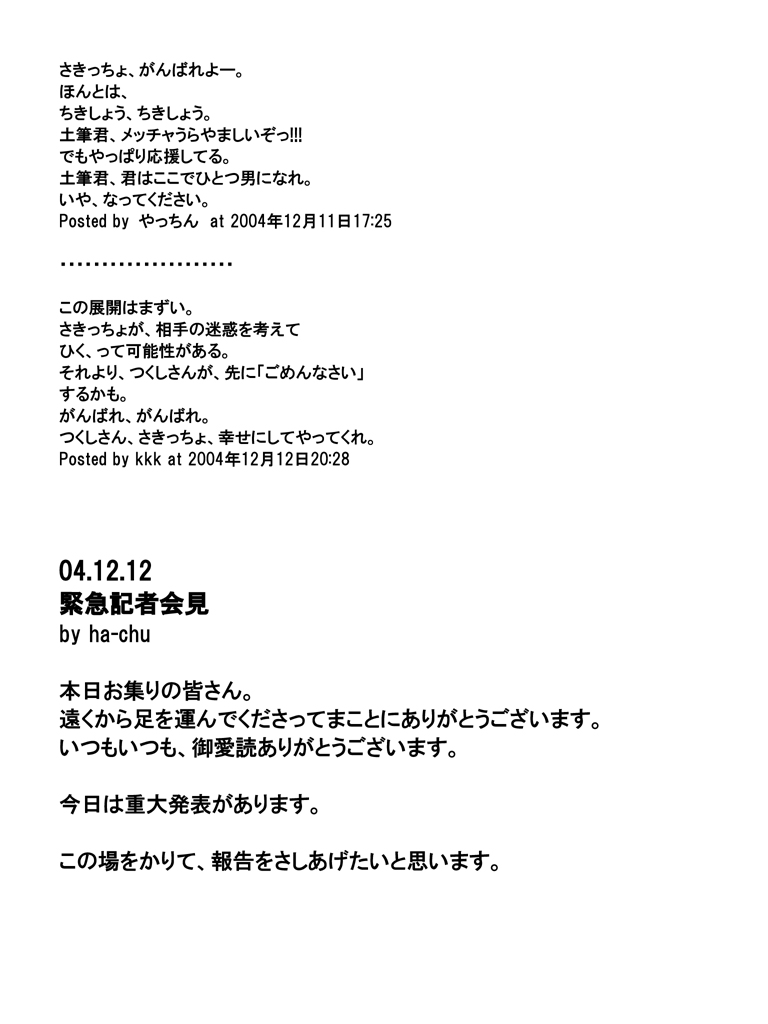 さきっちょ、がんばれよー。
ほんとは、
ちきしょう、ちきしょう。
土筆君、メッチャうらやましいぞっ!!!
でもやっぱり応援してる。
土筆君、君はここでひとつ男になれ。
いや、なってください。
Posted by やっちん at 2004年12月11日17:25
・・・・・・・・・・・・・・・・・・・・・
この展開はまずい。
さきっちょが、相手の迷惑を考えて
ひく、って可能性がある。
それより、つくしさんが、先に「ごめんなさい」
するかも。
がんばれ、がんばれ。
つくしさん、さきっちょ、幸せにしてやってくれ。
Posted by kkk at 2004年12月12日20:28
04.12.12
緊急記者会見
by ha-chu
本日お集りの皆さん。
遠くから足を運んでくださってまことにありがとうございます。
いつもいつも、御愛読ありがとうございます。
今日は重大発表があります。
この場をかりて、報告をさしあげたいと思います。